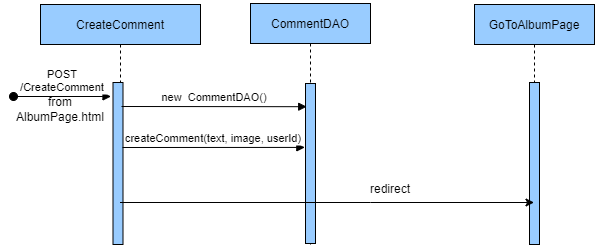 CreateComment
CommentDAO
GoToAlbumPage
POST
/CreateComment
from
AlbumPage.html
new CommentDAO()
createComment(text, image, userId)
redirect